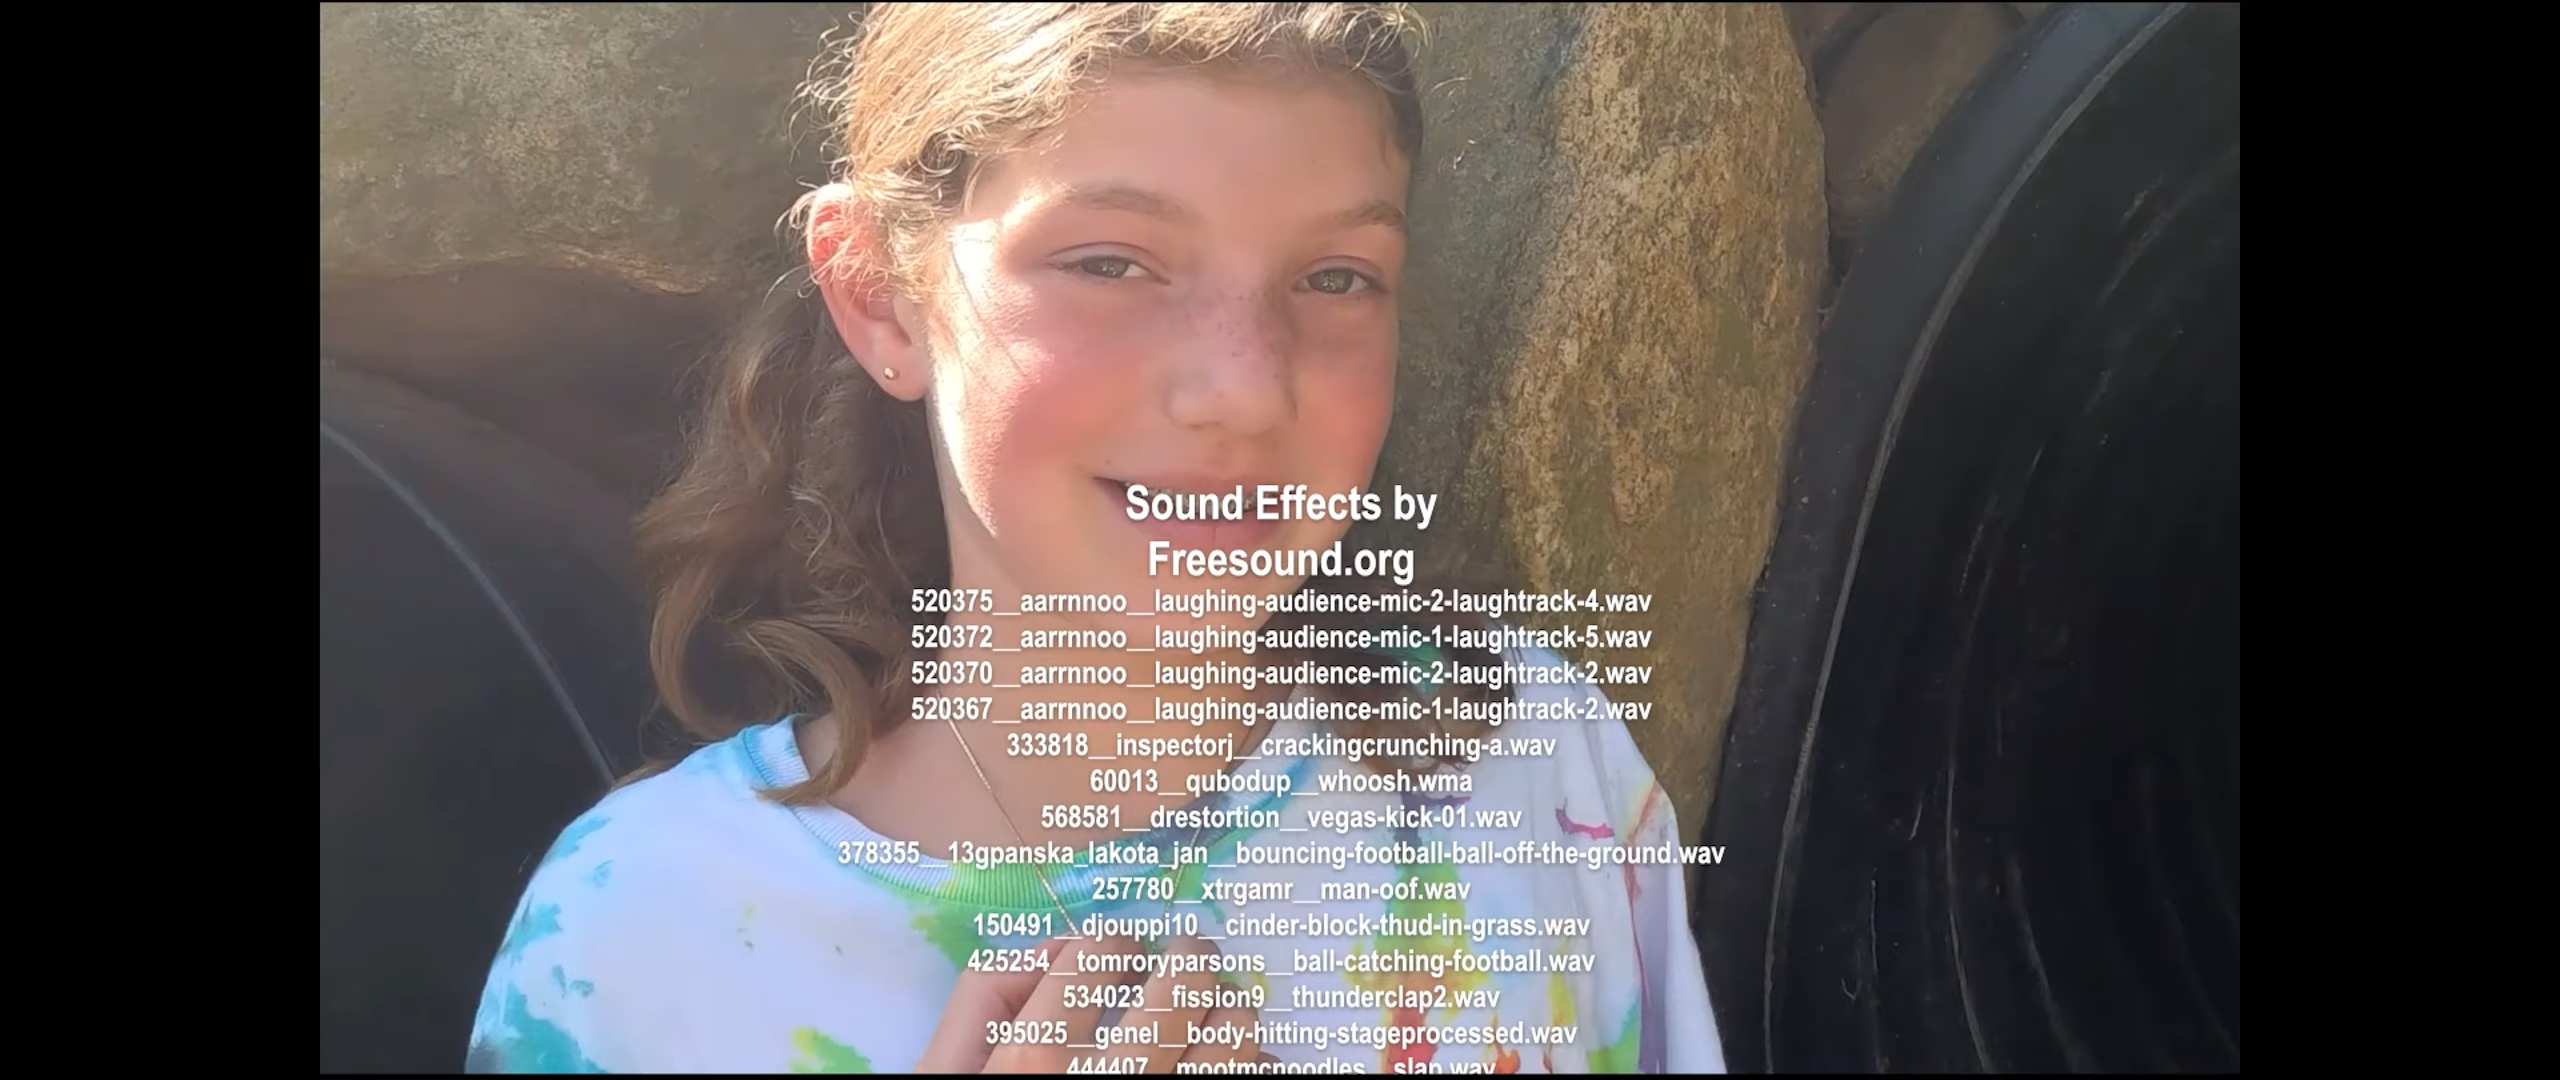 Sound Effects by
Freesound.org
520375__aarrnnoo__laughing-audience-mic-2-laughtrack-4.wav
520372__aarrnnoo__laughing-audience-mic-1-laughtrack-5.wav
520370__aarrnnoo__laughing-audience-mic-2-laughtrack-2.wav
520367__aarrnnoo__laughing-audience-mic-1-laughtrack-2.wav
333818__inspectorj__crackingcrunching-a.wav
60013__qubodup__whoosh.wma
568581__drestortion__vegas-kick-01.wav
378355__13gpanska_lakota_jan__bouncing-football-ball-off-the-ground.wav
257780__xtrgamr__man-oof.wav
150491__djouppi10__cinder-block-thud-in-grass.wav
425254__tomroryparsons__ball-catching-football.wav
534023__fission9__thunderclap2.wav
395025__genel__body-hitting-stageprocessed.wav
444407__mootmcnoodles__slap.wav